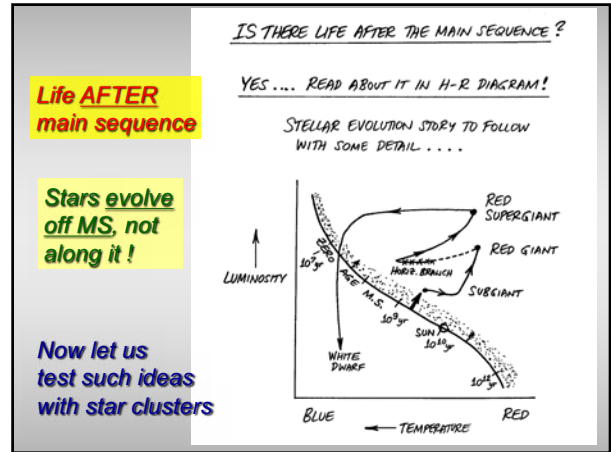 IS THERE LIFE AFTER THE MAIN SEQUENCE?
YES.... READ ABOUT IT IN H-R DIAGRAM!
STELLAR EVOLUTION STORY TO FOLLOW
WITH SOME DETAIL....
Life AFTER
main sequence
Stars evolve
off MS, not
along it !
Now let us
test such ideas
with star clusters
LUMINOSITY
RED
SUPERGIANT
RED GIANT
HORIZ. BRANCH
SUBGIANT
ZERO AGE M.S.
10⁷yr
10⁹yr
SUN
10¹⁰yr
10¹²yr
WHITE
DWARF
BLUE
RED
TEMPERATURE